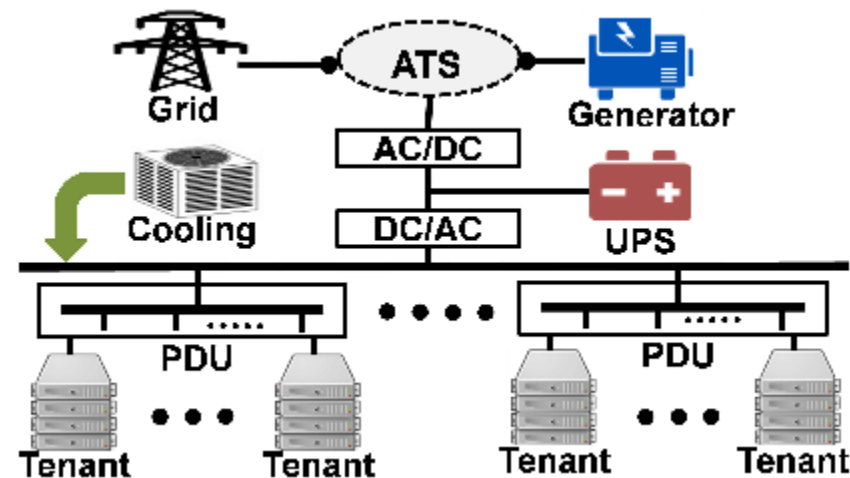 Grid
ATS
Generator
AC/DC
Cooling
DC/AC
UPS
PDU
PDU
Tenant
Tenant
Tenant
Tenant